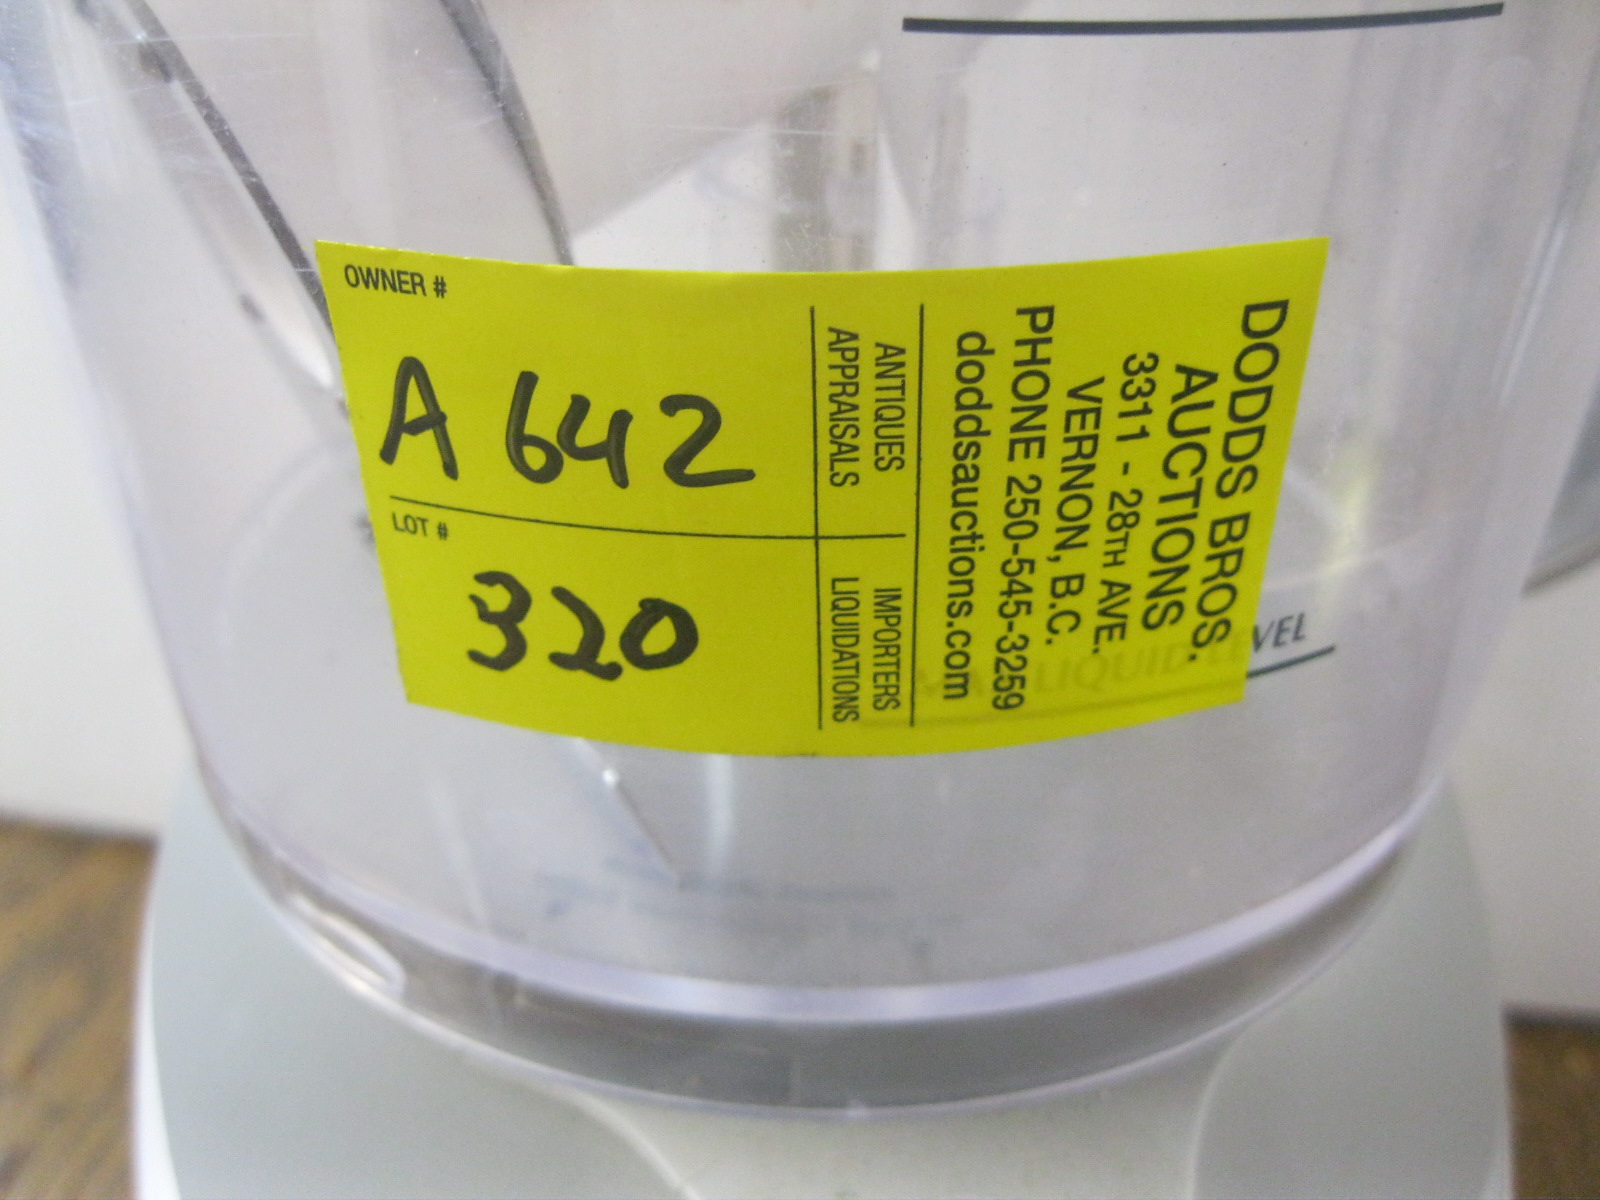 OWNER #
A 642
LOT #
320
ANTIQUES
APPRAISALS
IMPORTERS
LIQUIDATIONS
DODDS BROS.
AUCTIONS
3311 - 28TH AVE.
VERNON, B.C.
PHONE 250-545-3259
doddsauctions.com
MAX LIQUID LEVEL